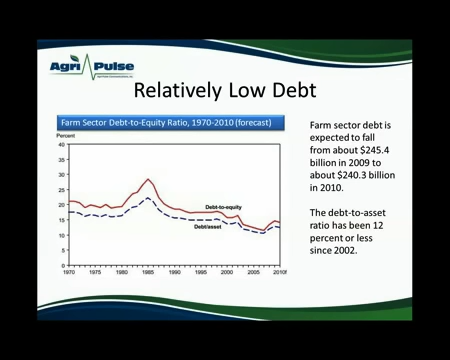 Agri Pulse
Relatively Low Debt
Farm Sector Debt-to-Equity Ratio, 1970-2010 (forecast)
Percent
40
35
30
25
20
15
10
5
0
Debt-to-equity
Debt/asset
1970 1975 1980 1985 1990 1995 2000 2005 2010f
Farm sector debt is
expected to fall
from about $245.4
billion in 2009 to
about $240.3 billion
in 2010.
The debt-to-asset
ratio has been 12
percent or less
since 2002.